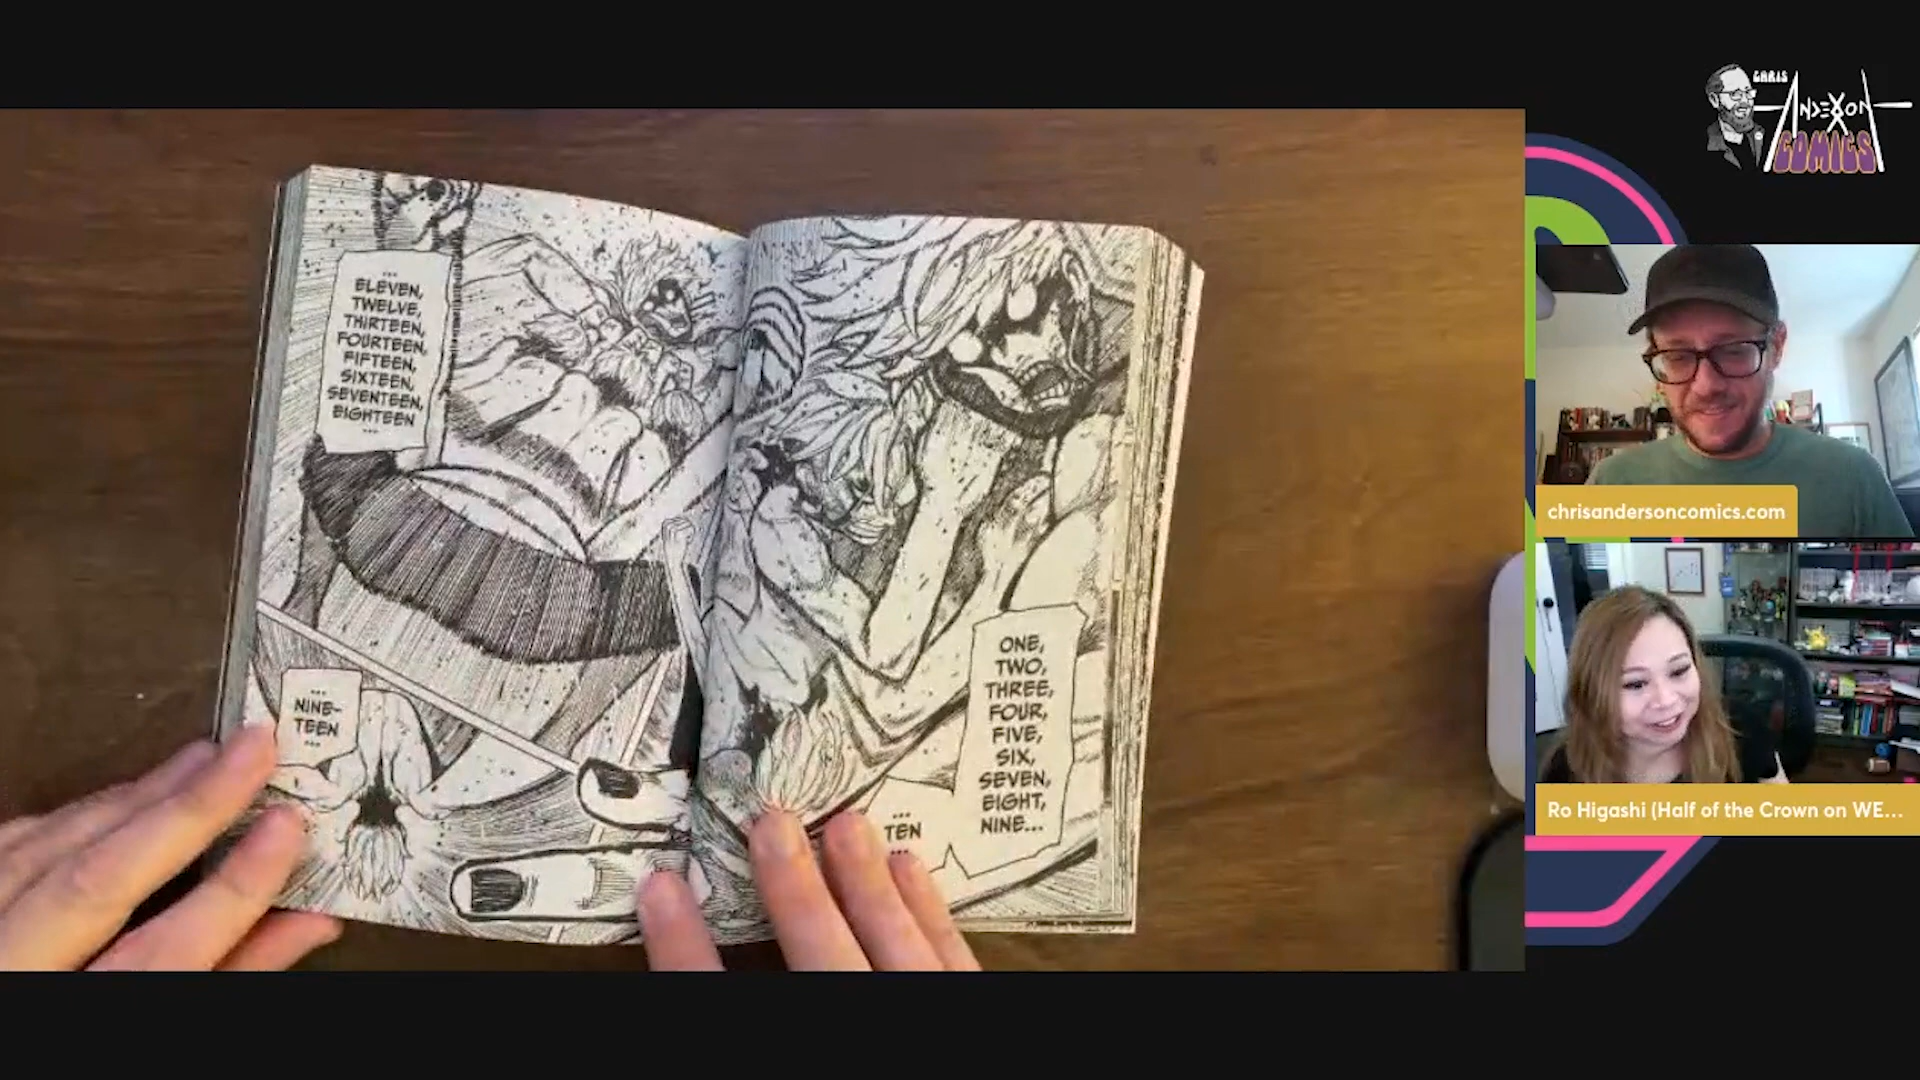 ...
ELEVEN,
TWELVE,
THIRTEEN,
FOURTEEN,
FIFTEEN,
SIXTEEN,
SEVENTEEN,
EIGHTEEN
...
...
NINE-
TEEN
...
ONE,
TWO,
THREE,
FOUR,
FIVE,
SIX,
SEVEN,
EIGHT,
NINE...
...
TEN
...
CHRIS
ANDERSON
COMICS
chrisandersoncomics.com
Ro Higashi (Half of the Crown on WE...